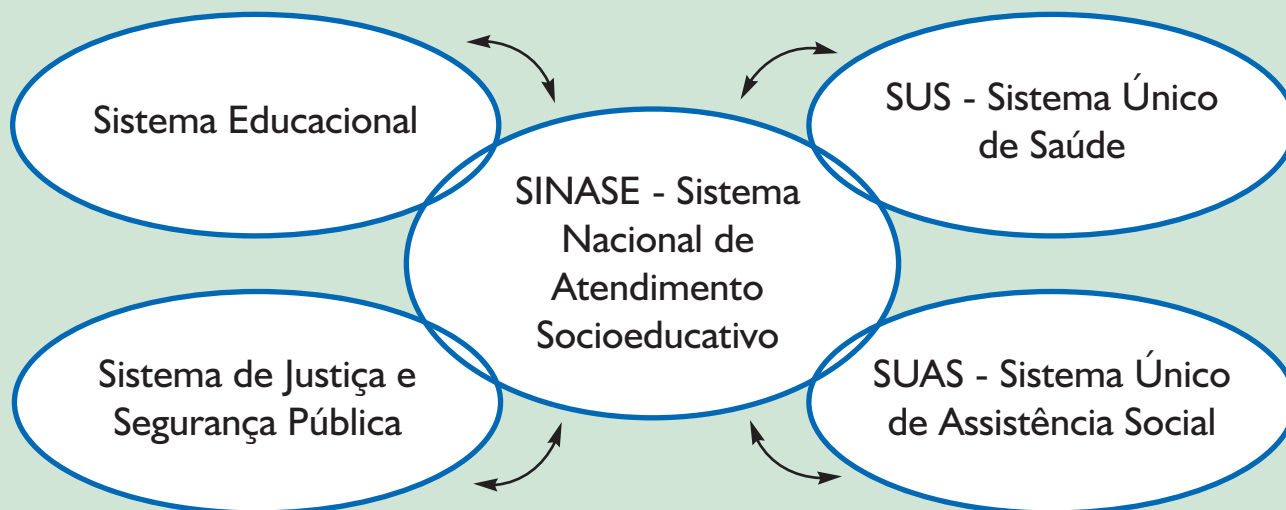 Sistema Educacional
SUS - Sistema Único
de Saúde
SINASE - Sistema
Nacional de
Atendimento
Socioeducativo
Sistema de Justiça e
Segurança Pública
SUAS - Sistema Único
de Assistência Social